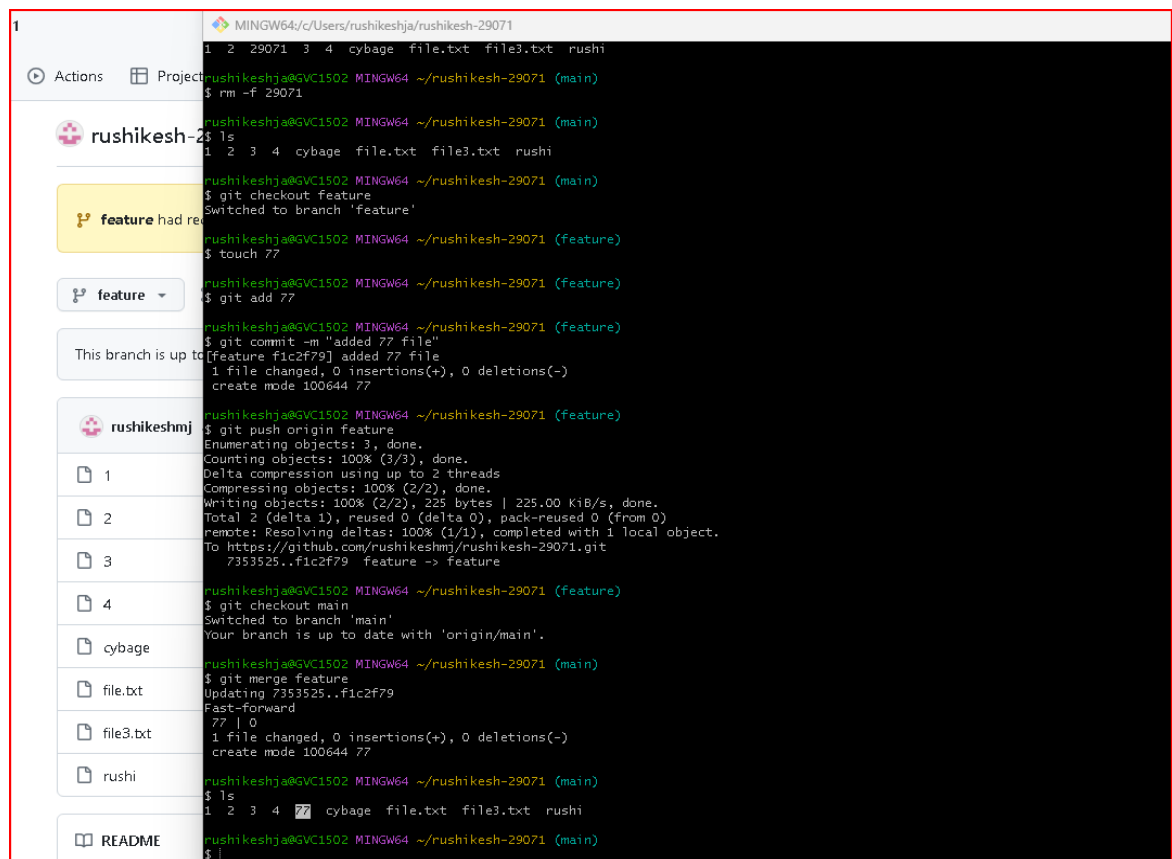 1
Actions Project
rushikesh-2
feature had re
feature
This branch is up to
rushikeshmj
1
2
3
4
cybage
file.txt
file3.txt
rushi
README
MINGW64:/c/Users/rushikeshja/rushikesh-29071
1 2 29071 3 4 cybage file.txt file3.txt rushi
rushikeshja@GVC1502 MINGW64 ~/rushikesh-29071 (main)
$ rm -f 29071
rushikeshja@GVC1502 MINGW64 ~/rushikesh-29071 (main)
$ ls
1 2 3 4 cybage file.txt file3.txt rushi
rushikeshja@GVC1502 MINGW64 ~/rushikesh-29071 (main)
$ git checkout feature
Switched to branch 'feature'
rushikeshja@GVC1502 MINGW64 ~/rushikesh-29071 (feature)
$ touch 77
rushikeshja@GVC1502 MINGW64 ~/rushikesh-29071 (feature)
$ git add 77
rushikeshja@GVC1502 MINGW64 ~/rushikesh-29071 (feature)
$ git commit -m "added 77 file"
[feature f1c2f79] added 77 file
1 file changed, 0 insertions(+), 0 deletions(-)
create mode 100644 77
rushikeshja@GVC1502 MINGW64 ~/rushikesh-29071 (feature)
$ git push origin feature
Enumerating objects: 3, done.
Counting objects: 100% (3/3), done.
Delta compression using up to 2 threads
Compressing objects: 100% (2/2), done.
Writing objects: 100% (2/2), 225 bytes | 225.00 KiB/s, done.
Total 2 (delta 1), reused 0 (delta 0), pack-reused 0 (from 0)
remote: Resolving deltas: 100% (1/1), completed with 1 local object.
To https://github.com/rushikeshmj/rushikesh-29071.git
7353525..f1c2f79 feature -> feature
rushikeshja@GVC1502 MINGW64 ~/rushikesh-29071 (feature)
$ git checkout main
Switched to branch 'main'
Your branch is up to date with 'origin/main'.
rushikeshja@GVC1502 MINGW64 ~/rushikesh-29071 (main)
$ git merge feature
Updating 7353525..f1c2f79
Fast-forward
77 | 0
1 file changed, 0 insertions(+), 0 deletions(-)
create mode 100644 77
rushikeshja@GVC1502 MINGW64 ~/rushikesh-29071 (main)
$ ls
1 2 3 4 77 cybage file.txt file3.txt rushi
rushikeshja@GVC1502 MINGW64 ~/rushikesh-29071 (main)
$